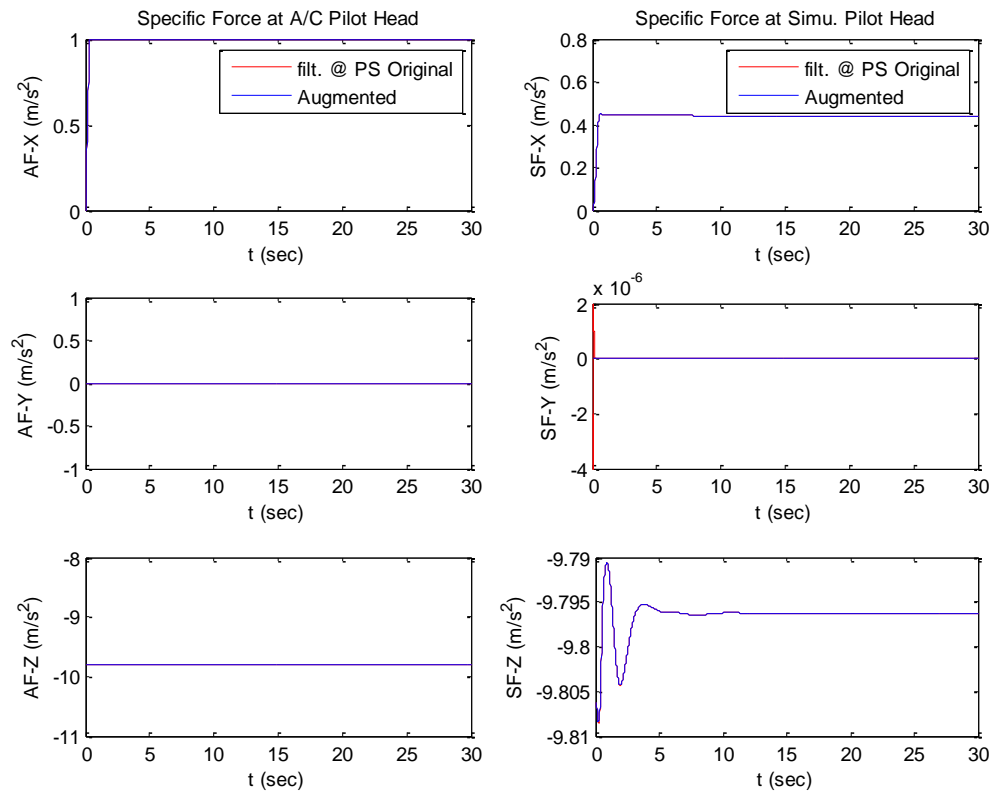 Specific Force at A/C Pilot Head
1
0.5
0
AF-X (m/s²)
filt. @ PS Original
Augmented
0 5 10 15 20 25 30
t (sec)
Specific Force at Simu. Pilot Head
0.8
0.6
0.4
0.2
0
SF-X (m/s²)
filt. @ PS Original
Augmented
0 5 10 15 20 25 30
t (sec)
1
0.5
0
-0.5
-1
AF-Y (m/s²)
0 5 10 15 20 25 30
t (sec)
x 10⁻⁶
2
0
-2
-4
SF-Y (m/s²)
0 5 10 15 20 25 30
t (sec)
-8
-9
-10
-11
AF-Z (m/s²)
0 5 10 15 20 25 30
t (sec)
-9.79
-9.795
-9.8
-9.805
-9.81
SF-Z (m/s²)
0 5 10 15 20 25 30
t (sec)